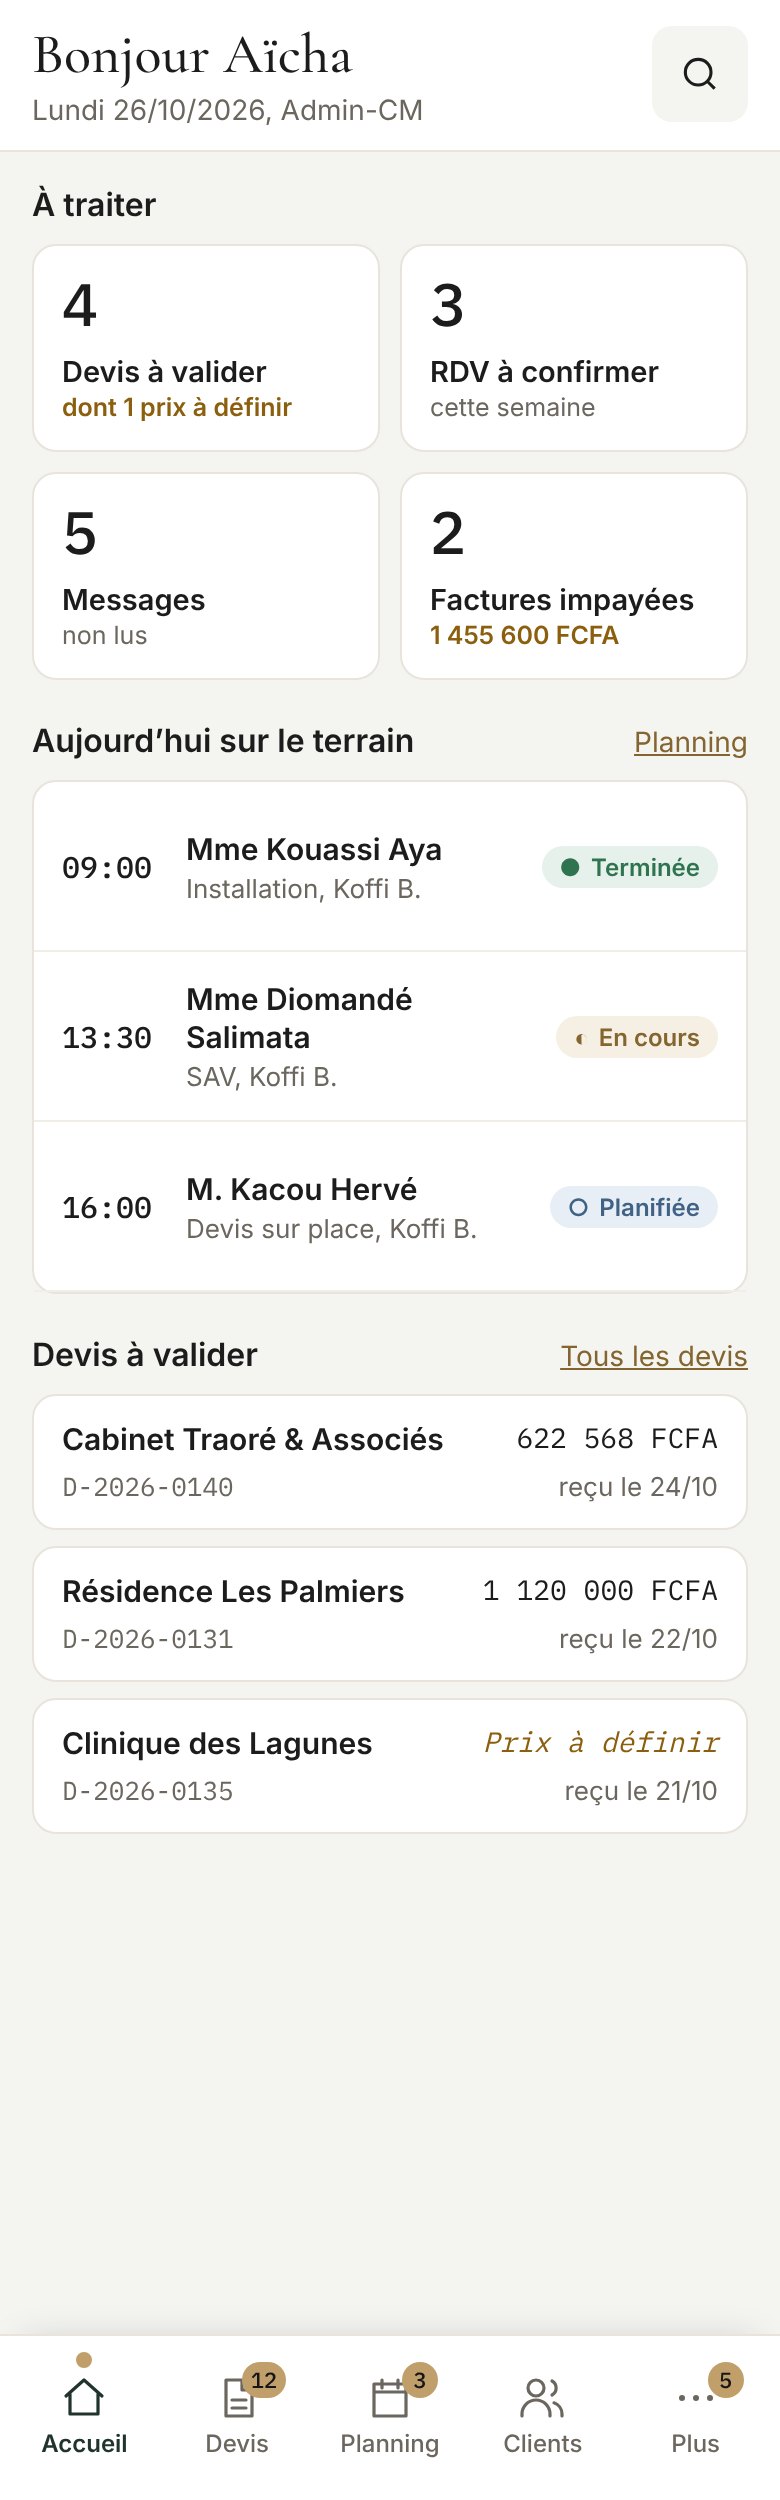 Bonjour Aïcha
Lundi 26/10/2026, Admin-CM
À traiter
4
Devis à valider
dont 1 prix à définir
3
RDV à confirmer
cette semaine
5
Messages
non lus
2
Factures impayées
1 455 600 FCFA
Aujourd’hui sur le terrain
Planning
09:00
Mme Kouassi Aya
Installation, Koffi B.
Terminée
13:30
Mme Diomandé
Salimata
SAV, Koffi B.
En cours
16:00
M. Kacou Hervé
Devis sur place, Koffi B.
Planifiée
Devis à valider
Tous les devis
Cabinet Traoré & Associés
622 568 FCFA
D-2026-0140
reçu le 24/10
Résidence Les Palmiers
1 120 000 FCFA
D-2026-0131
reçu le 22/10
Clinique des Lagunes
Prix à définir
D-2026-0135
reçu le 21/10
Accueil
12
Devis
3
Planning
Clients
5
Plus